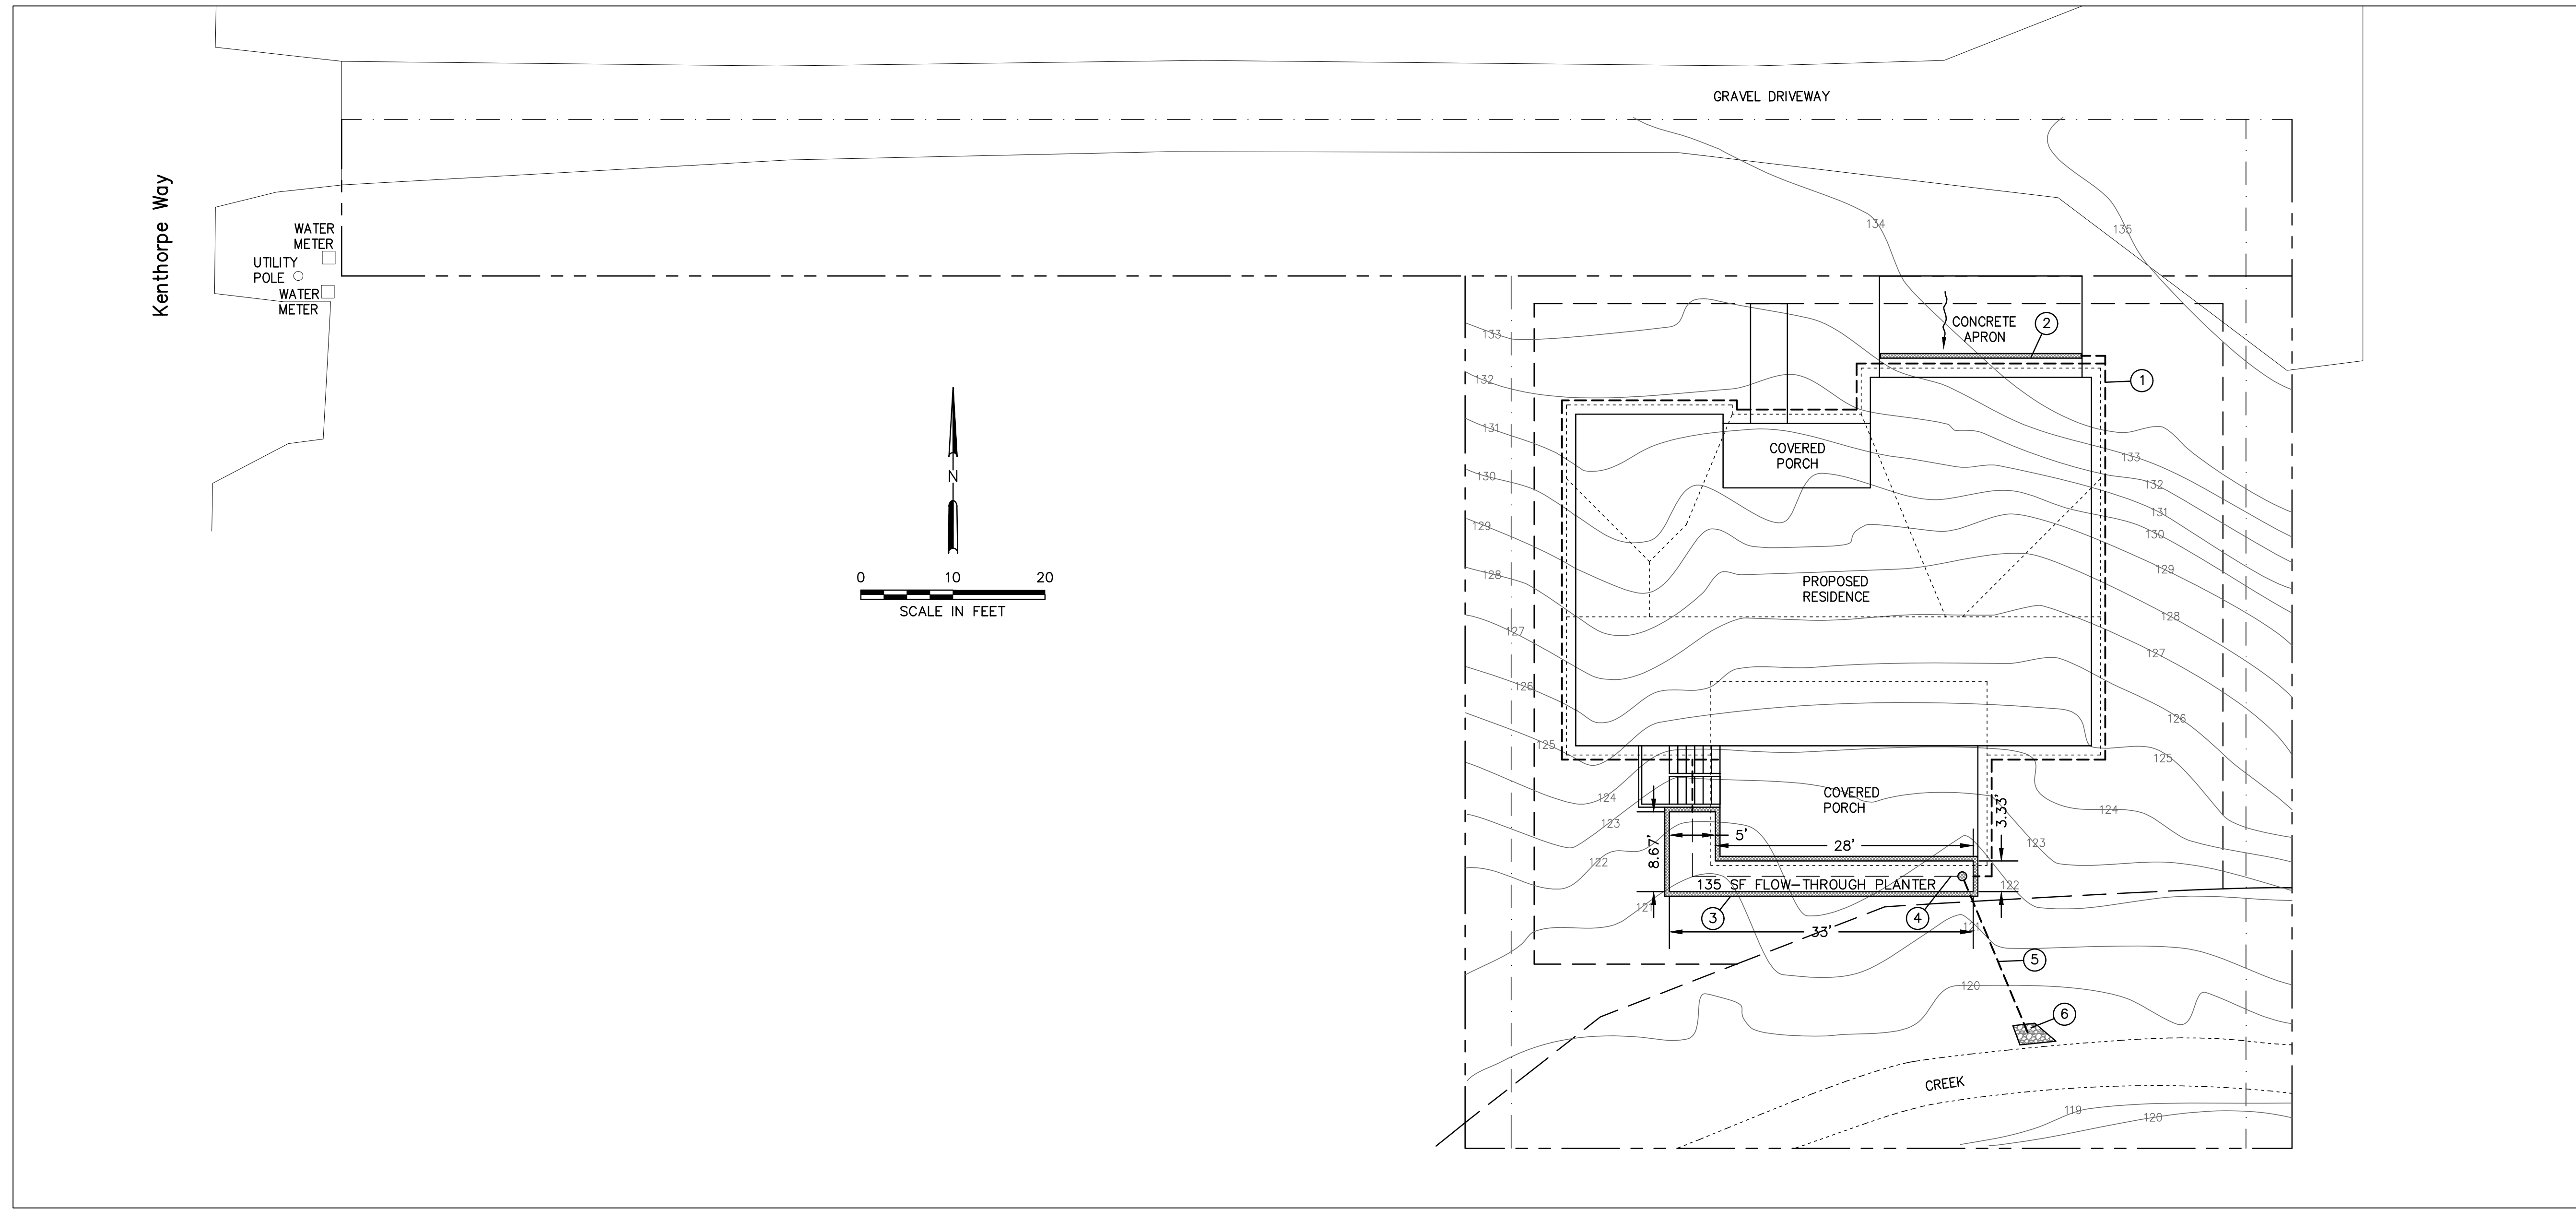 GRAVEL DRIVEWAY
Kenthorpe Way
WATER
METER
UTILITY
POLE
WATER
METER
134
135
133
132
131
130
129
128
127
126
125
124
123
122
121
CONCRETE
APRON
2
1
COVERED
PORCH
133
132
131
130
129
128
127
126
125
124
123
122
121
120
119
120
N
0 10 20
SCALE IN FEET
PROPOSED
RESIDENCE
COVERED
PORCH
3.33'
5'
8.67'
28'
135 SF FLOW-THROUGH PLANTER
3
4
33'
5
6
CREEK